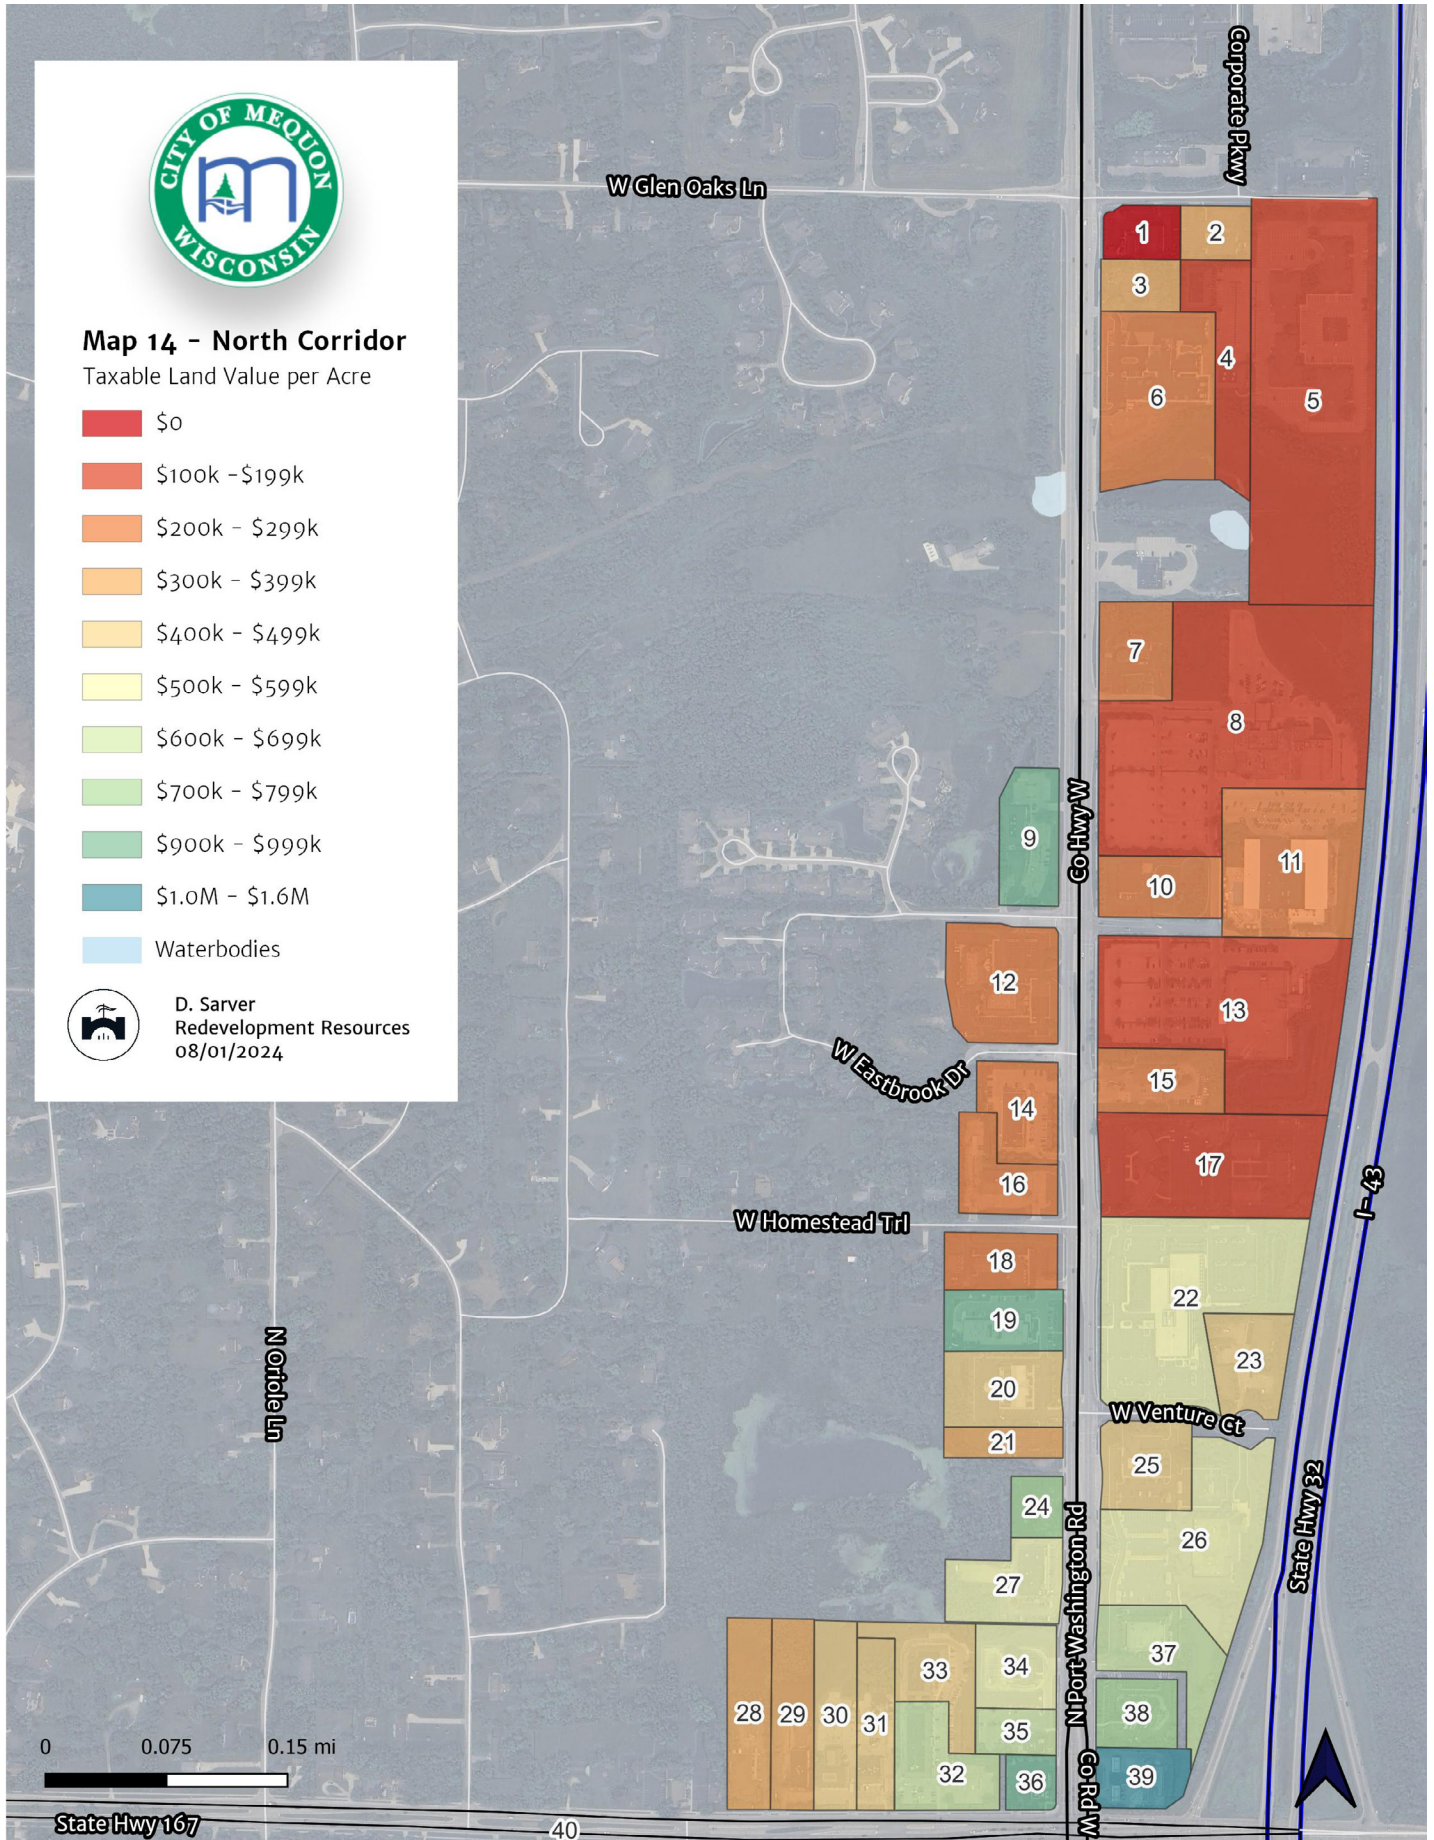 CITY OF MEQUON
WISCONSIN
Map 14 - North Corridor
Taxable Land Value per Acre
$0
$100k -$199k
$200k - $299k
$300k - $399k
$400k - $499k
$500k - $599k
$600k - $699k
$700k - $799k
$900k - $999k
$1.0M - $1.6M
Waterbodies
D. Sarver
Redevelopment Resources
08/01/2024
Corporate Pkwy
W Glen Oaks Ln
1
2
3
4
5
6
7
8
Co Hwy W
9
10
11
12
13
W Eastbrook Dr
14
15
16
17
I- 43
W Homestead Trl
18
19
20
21
22
23
W Venture Ct
N Oriole Ln
24
25
26
27
State Hwy 32
N Port Washington Rd
28
29
30
31
32
33
34
35
36
37
38
39
Co Rd W
0 0.075 0.15 mi
State Hwy 167
40